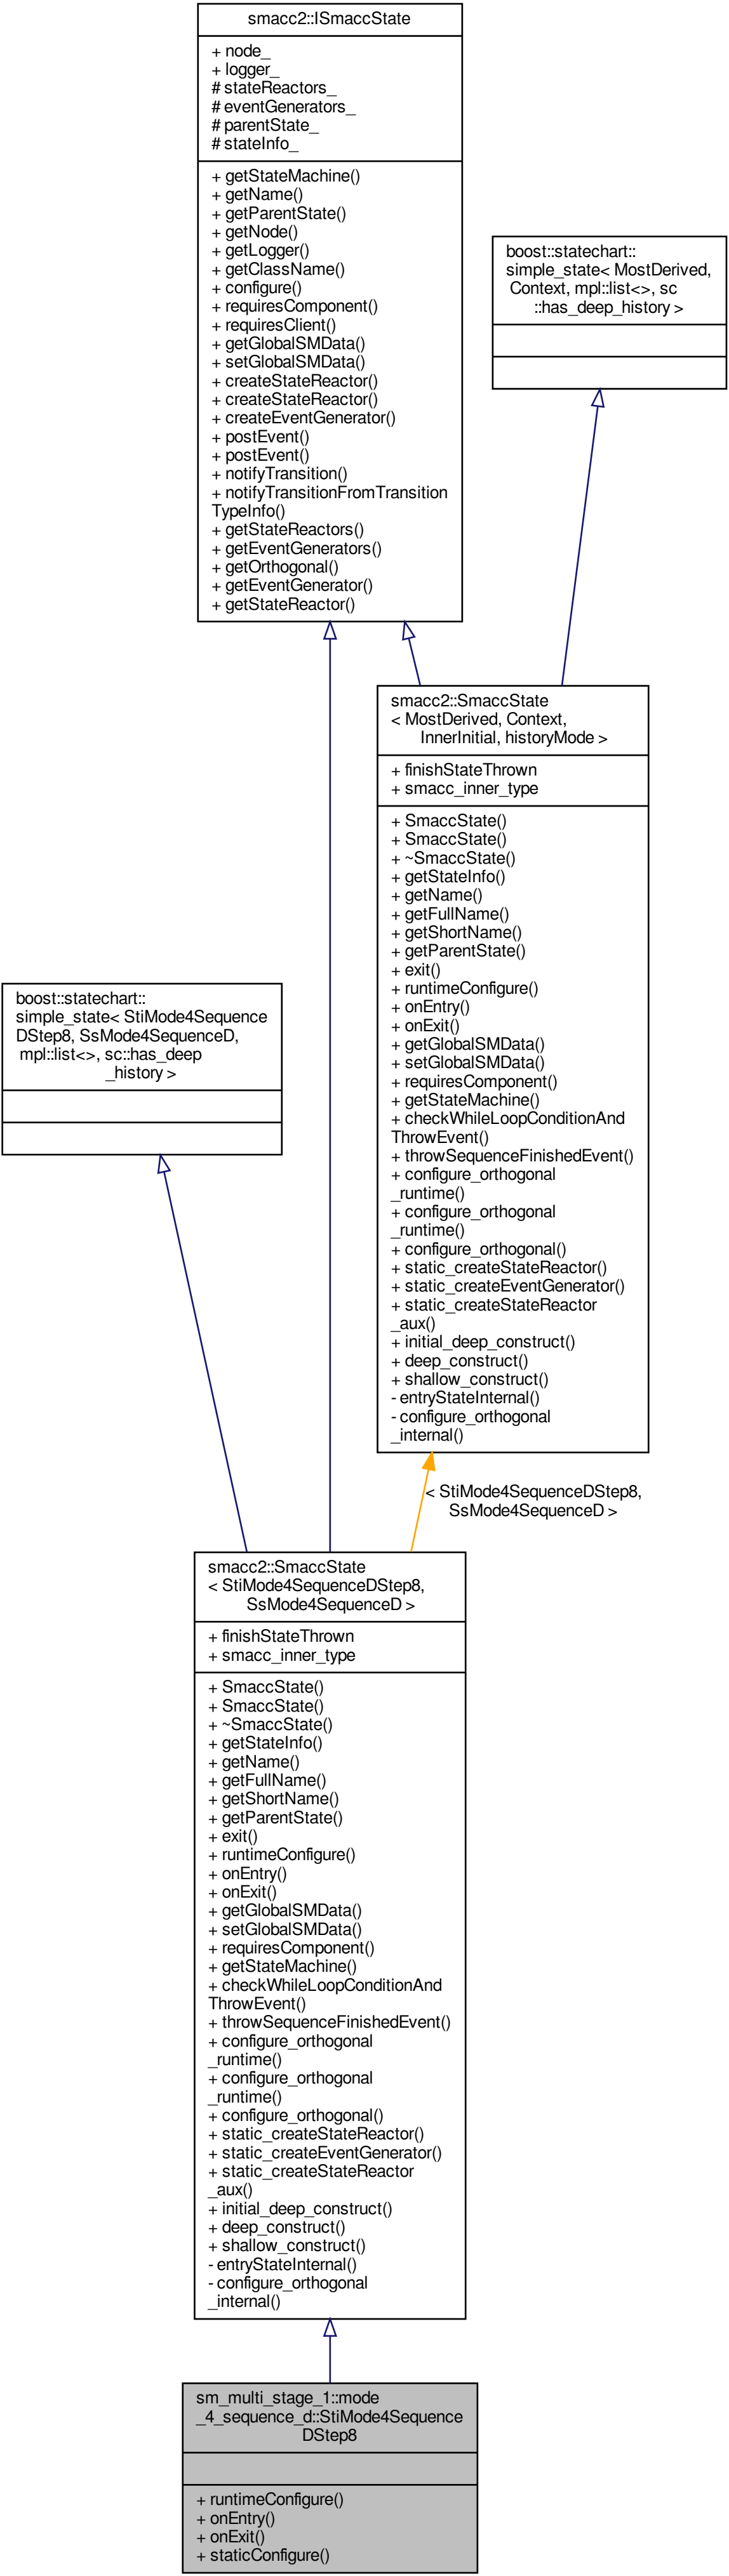 smacc2::ISmaccState
+ node_
+ logger_
# stateReactors_
# eventGenerators_
# parentState_
# stateInfo_
+ getStateMachine()
+ getName()
+ getParentState()
+ getNode()
+ getLogger()
+ getClassName()
+ configure()
+ requiresComponent()
+ requiresClient()
+ getGlobalSMData()
+ setGlobalSMData()
+ createStateReactor()
+ createStateReactor()
+ createEventGenerator()
+ postEvent()
+ postEvent()
+ notifyTransition()
+ notifyTransitionFromTransition
TypeInfo()
+ getStateReactors()
+ getEventGenerators()
+ getOrthogonal()
+ getEventGenerator()
+ getStateReactor()
boost::statechart::
simple_state< MostDerived,
Context, mpl::list<>, sc
::has_deep_history >
smacc2::SmaccState
< MostDerived, Context,
InnerInitial, historyMode >
+ finishStateThrown
+ smacc_inner_type
+ SmaccState()
+ SmaccState()
+ ~SmaccState()
+ getStateInfo()
+ getName()
+ getFullName()
+ getShortName()
+ getParentState()
+ exit()
+ runtimeConfigure()
+ onEntry()
+ onExit()
+ getGlobalSMData()
+ setGlobalSMData()
+ requiresComponent()
+ getStateMachine()
+ checkWhileLoopConditionAnd
ThrowEvent()
+ throwSequenceFinishedEvent()
+ configure_orthogonal
_runtime()
+ configure_orthogonal
_runtime()
+ configure_orthogonal()
+ static_createStateReactor()
+ static_createEventGenerator()
+ static_createStateReactor
_aux()
+ initial_deep_construct()
+ deep_construct()
+ shallow_construct()
- entryStateInternal()
- configure_orthogonal
_internal()
boost::statechart::
simple_state< StiMode4Sequence
DStep8, SsMode4SequenceD,
mpl::list<>, sc::has_deep
_history >
< StiMode4SequenceDStep8,
SsMode4SequenceD >
smacc2::SmaccState
< StiMode4SequenceDStep8,
SsMode4SequenceD >
+ finishStateThrown
+ smacc_inner_type
+ SmaccState()
+ SmaccState()
+ ~SmaccState()
+ getStateInfo()
+ getName()
+ getFullName()
+ getShortName()
+ getParentState()
+ exit()
+ runtimeConfigure()
+ onEntry()
+ onExit()
+ getGlobalSMData()
+ setGlobalSMData()
+ requiresComponent()
+ getStateMachine()
+ checkWhileLoopConditionAnd
ThrowEvent()
+ throwSequenceFinishedEvent()
+ configure_orthogonal
_runtime()
+ configure_orthogonal
_runtime()
+ configure_orthogonal()
+ static_createStateReactor()
+ static_createEventGenerator()
+ static_createStateReactor
_aux()
+ initial_deep_construct()
+ deep_construct()
+ shallow_construct()
- entryStateInternal()
- configure_orthogonal
_internal()
sm_multi_stage_1::mode
_4_sequence_d::StiMode4Sequence
DStep8
+ runtimeConfigure()
+ onEntry()
+ onExit()
+ staticConfigure()